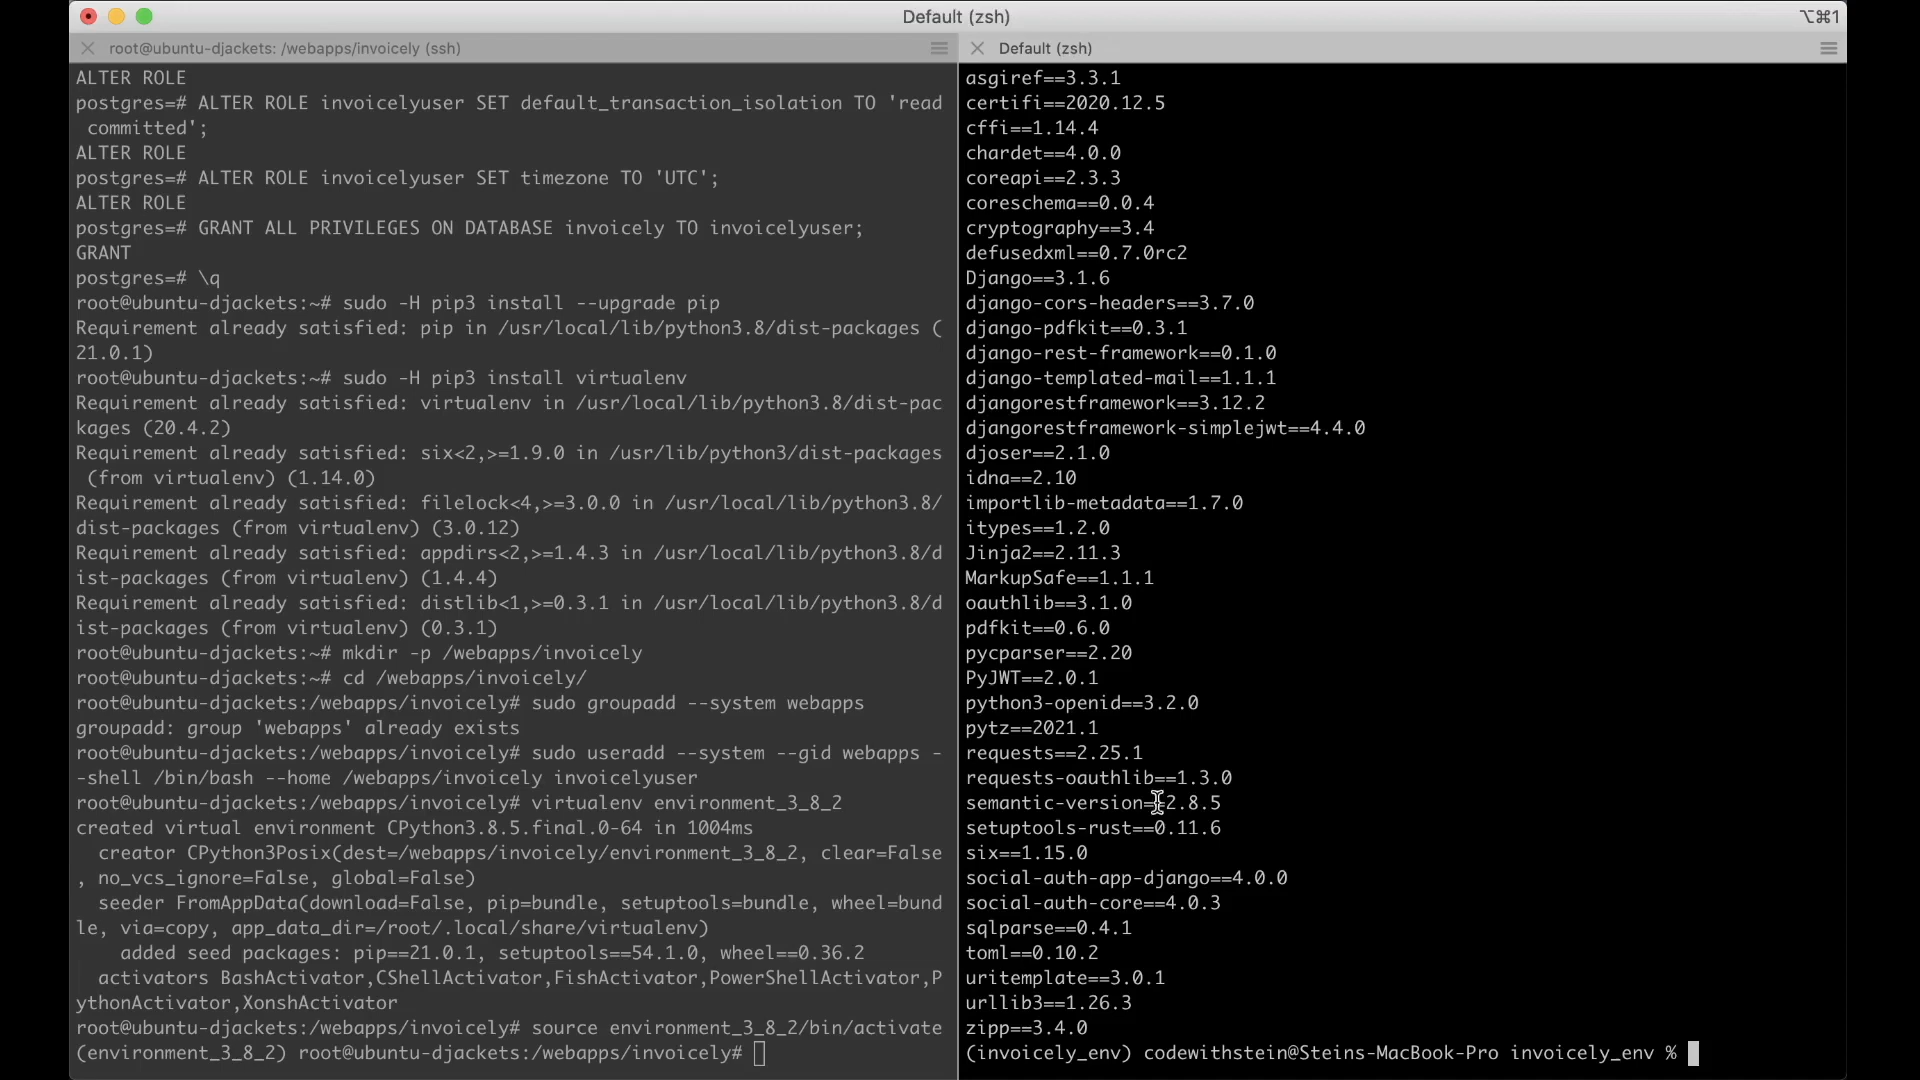 Default (zsh)
⌥⌘1
root@ubuntu-djackets: /webapps/invoicely (ssh)
ALTER ROLE
postgres=# ALTER ROLE invoicelyuser SET default_transaction_isolation TO 'read
 committed';
ALTER ROLE
postgres=# ALTER ROLE invoicelyuser SET timezone TO 'UTC';
ALTER ROLE
postgres=# GRANT ALL PRIVILEGES ON DATABASE invoicely TO invoicelyuser;
GRANT
postgres=# \q
root@ubuntu-djackets:~# sudo -H pip3 install --upgrade pip
Requirement already satisfied: pip in /usr/local/lib/python3.8/dist-packages (
21.0.1)
root@ubuntu-djackets:~# sudo -H pip3 install virtualenv
Requirement already satisfied: virtualenv in /usr/local/lib/python3.8/dist-pac
kages (20.4.2)
Requirement already satisfied: six<2,>=1.9.0 in /usr/lib/python3/dist-packages
 (from virtualenv) (1.14.0)
Requirement already satisfied: filelock<4,>=3.0.0 in /usr/local/lib/python3.8/
dist-packages (from virtualenv) (3.0.12)
Requirement already satisfied: appdirs<2,>=1.4.3 in /usr/local/lib/python3.8/d
ist-packages (from virtualenv) (1.4.4)
Requirement already satisfied: distlib<1,>=0.3.1 in /usr/local/lib/python3.8/d
ist-packages (from virtualenv) (0.3.1)
root@ubuntu-djackets:~# mkdir -p /webapps/invoicely
root@ubuntu-djackets:~# cd /webapps/invoicely/
root@ubuntu-djackets:/webapps/invoicely# sudo groupadd --system webapps
groupadd: group 'webapps' already exists
root@ubuntu-djackets:/webapps/invoicely# sudo useradd --system --gid webapps -
-shell /bin/bash --home /webapps/invoicely invoicelyuser
root@ubuntu-djackets:/webapps/invoicely# virtualenv environment_3_8_2
created virtual environment CPython3.8.5.final.0-64 in 1004ms
  creator CPython3Posix(dest=/webapps/invoicely/environment_3_8_2, clear=False
, no_vcs_ignore=False, global=False)
  seeder FromAppData(download=False, pip=bundle, setuptools=bundle, wheel=bund
le, via=copy, app_data_dir=/root/.local/share/virtualenv)
    added seed packages: pip==21.0.1, setuptools==54.1.0, wheel==0.36.2
  activators BashActivator,CShellActivator,FishActivator,PowerShellActivator,P
ythonActivator,XonshActivator
root@ubuntu-djackets:/webapps/invoicely# source environment_3_8_2/bin/activate
(environment_3_8_2) root@ubuntu-djackets:/webapps/invoicely#
Default (zsh)
asgiref==3.3.1
certifi==2020.12.5
cffi==1.14.4
chardet==4.0.0
coreapi==2.3.3
coreschema==0.0.4
cryptography==3.4
defusedxml==0.7.0rc2
Django==3.1.6
django-cors-headers==3.7.0
django-pdfkit==0.3.1
django-rest-framework==0.1.0
django-templated-mail==1.1.1
djangorestframework==3.12.2
djangorestframework-simplejwt==4.4.0
djoser==2.1.0
idna==2.10
importlib-metadata==1.7.0
itypes==1.2.0
Jinja2==2.11.3
MarkupSafe==1.1.1
oauthlib==3.1.0
pdfkit==0.6.0
pycparser==2.20
PyJWT==2.0.1
python3-openid==3.2.0
pytz==2021.1
requests==2.25.1
requests-oauthlib==1.3.0
semantic-version==2.8.5
setuptools-rust==0.11.6
six==1.15.0
social-auth-app-django==4.0.0
social-auth-core==4.0.3
sqlparse==0.4.1
toml==0.10.2
uritemplate==3.0.1
urllib3==1.26.3
zipp==3.4.0
(invoicely_env) codewithstein@Steins-MacBook-Pro invoicely_env %